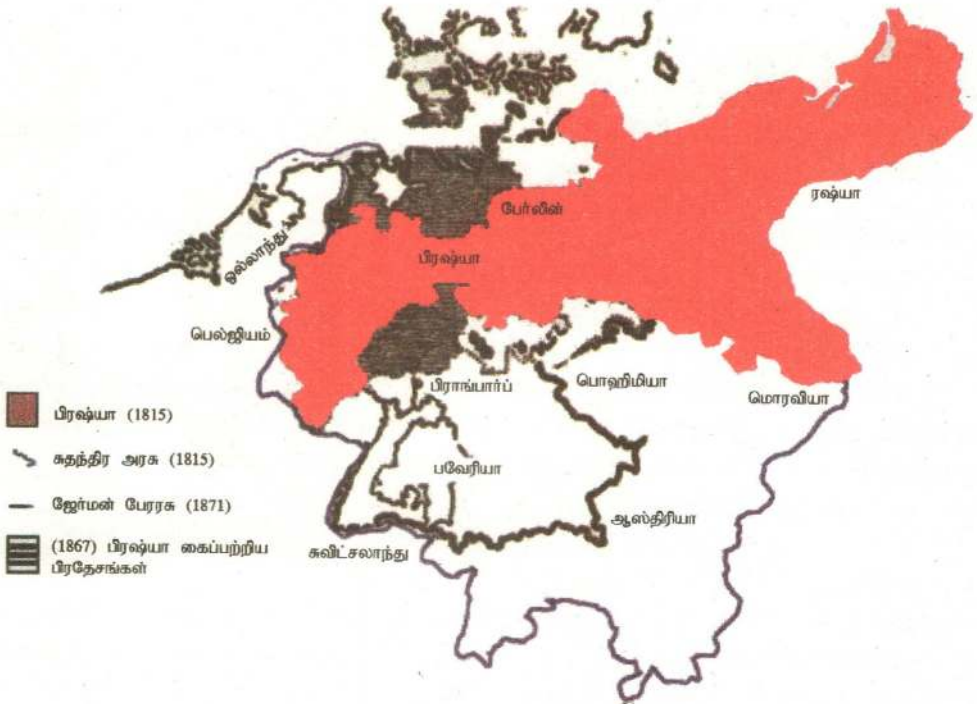 ரஷ்யா
பேர்லின்
ஒல்லாந்து
பிரஷ்யா
பெல்ஜியம்
பிராங்பார்ப்
பொஹிமியா
மொரவியா
பவேரியா
ஆஸ்திரியா
சுவிட்சலாந்து
பிரஷ்யா (1815)
சுதந்திர அரசு (1815)
ஜேர்மன் பேரரசு (1871)
(1867) பிரஷ்யா கைப்பற்றிய
பிரதேசங்கள்